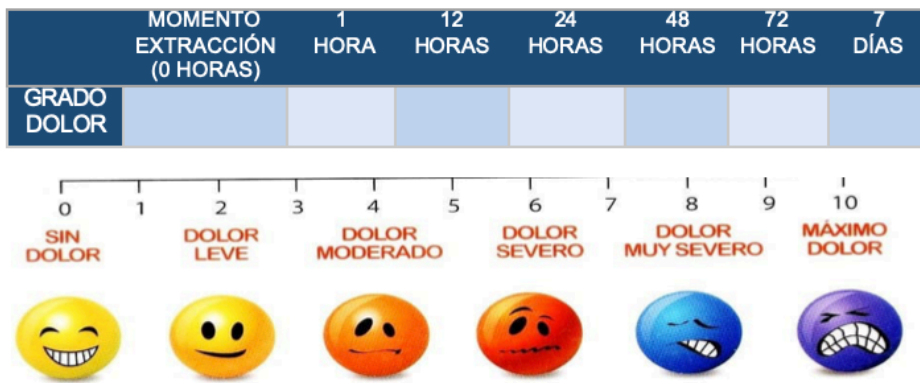 MOMENTO EXTRACCIÓN (0 HORAS)
1 HORA
12 HORAS
24 HORAS
48 HORAS
72 HORAS
7 DÍAS
GRADO DOLOR
0 1 2 3 4 5 6 7 8 9 10
SIN DOLOR
DOLOR LEVE
DOLOR MODERADO
DOLOR SEVERO
DOLOR MUY SEVERO
MÁXIMO DOLOR